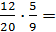 12/20 · 5/9 =